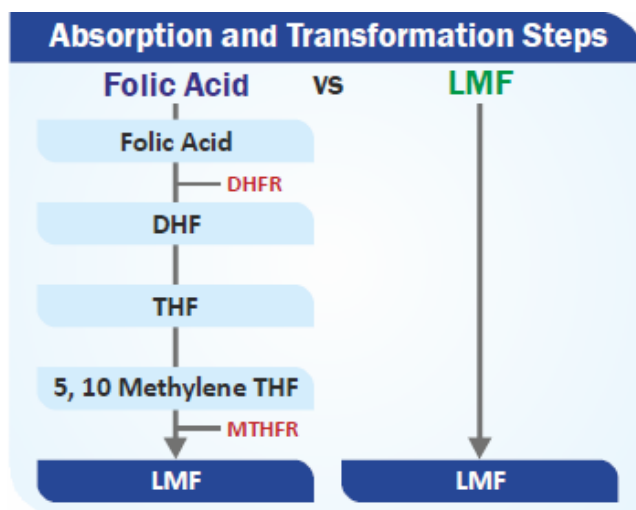 Absorption and Transformation Steps
Folic Acid vs LMF
Folic Acid
DHFR
DHF
THF
5, 10 Methylene THF
MTHFR
LMF
LMF